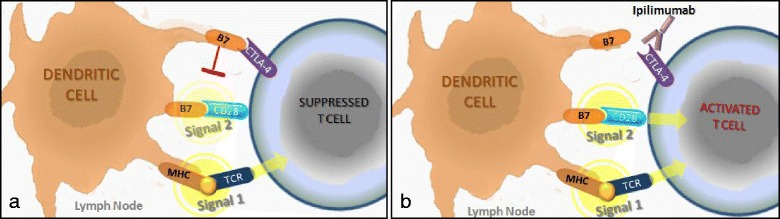 B7
CTLA-4
DENDRITIC
CELL
SUPPRESSED
T CELL
B7
CD28
Signal 2
MHC
TCR
Signal 1
Lymph Node
a
Ipilimumab
B7
CTLA-4
DENDRITIC
CELL
ACTIVATED
T CELL
B7
CD28
Signal 2
MHC
TCR
Signal 1
Lymph Node
b